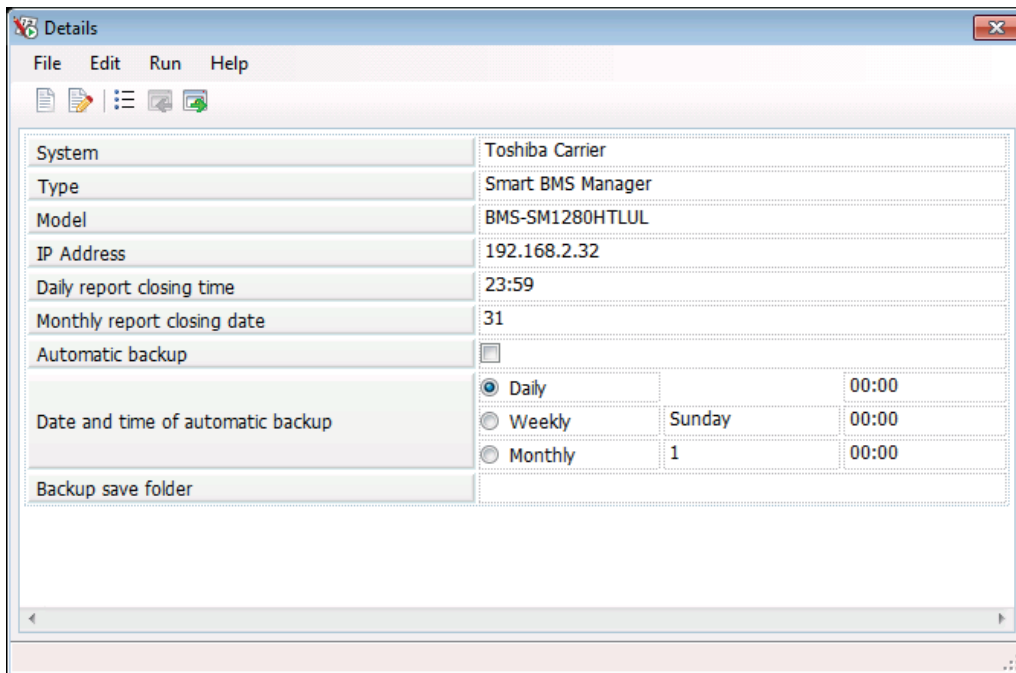 Details
File Edit Run Help
System Toshiba Carrier
Type Smart BMS Manager
Model BMS-SM1280HTLUL
IP Address 192.168.2.32
Daily report closing time 23:59
Monthly report closing date 31
Automatic backup
Date and time of automatic backup
Daily 00:00
Weekly Sunday 00:00
Monthly 1 00:00
Backup save folder